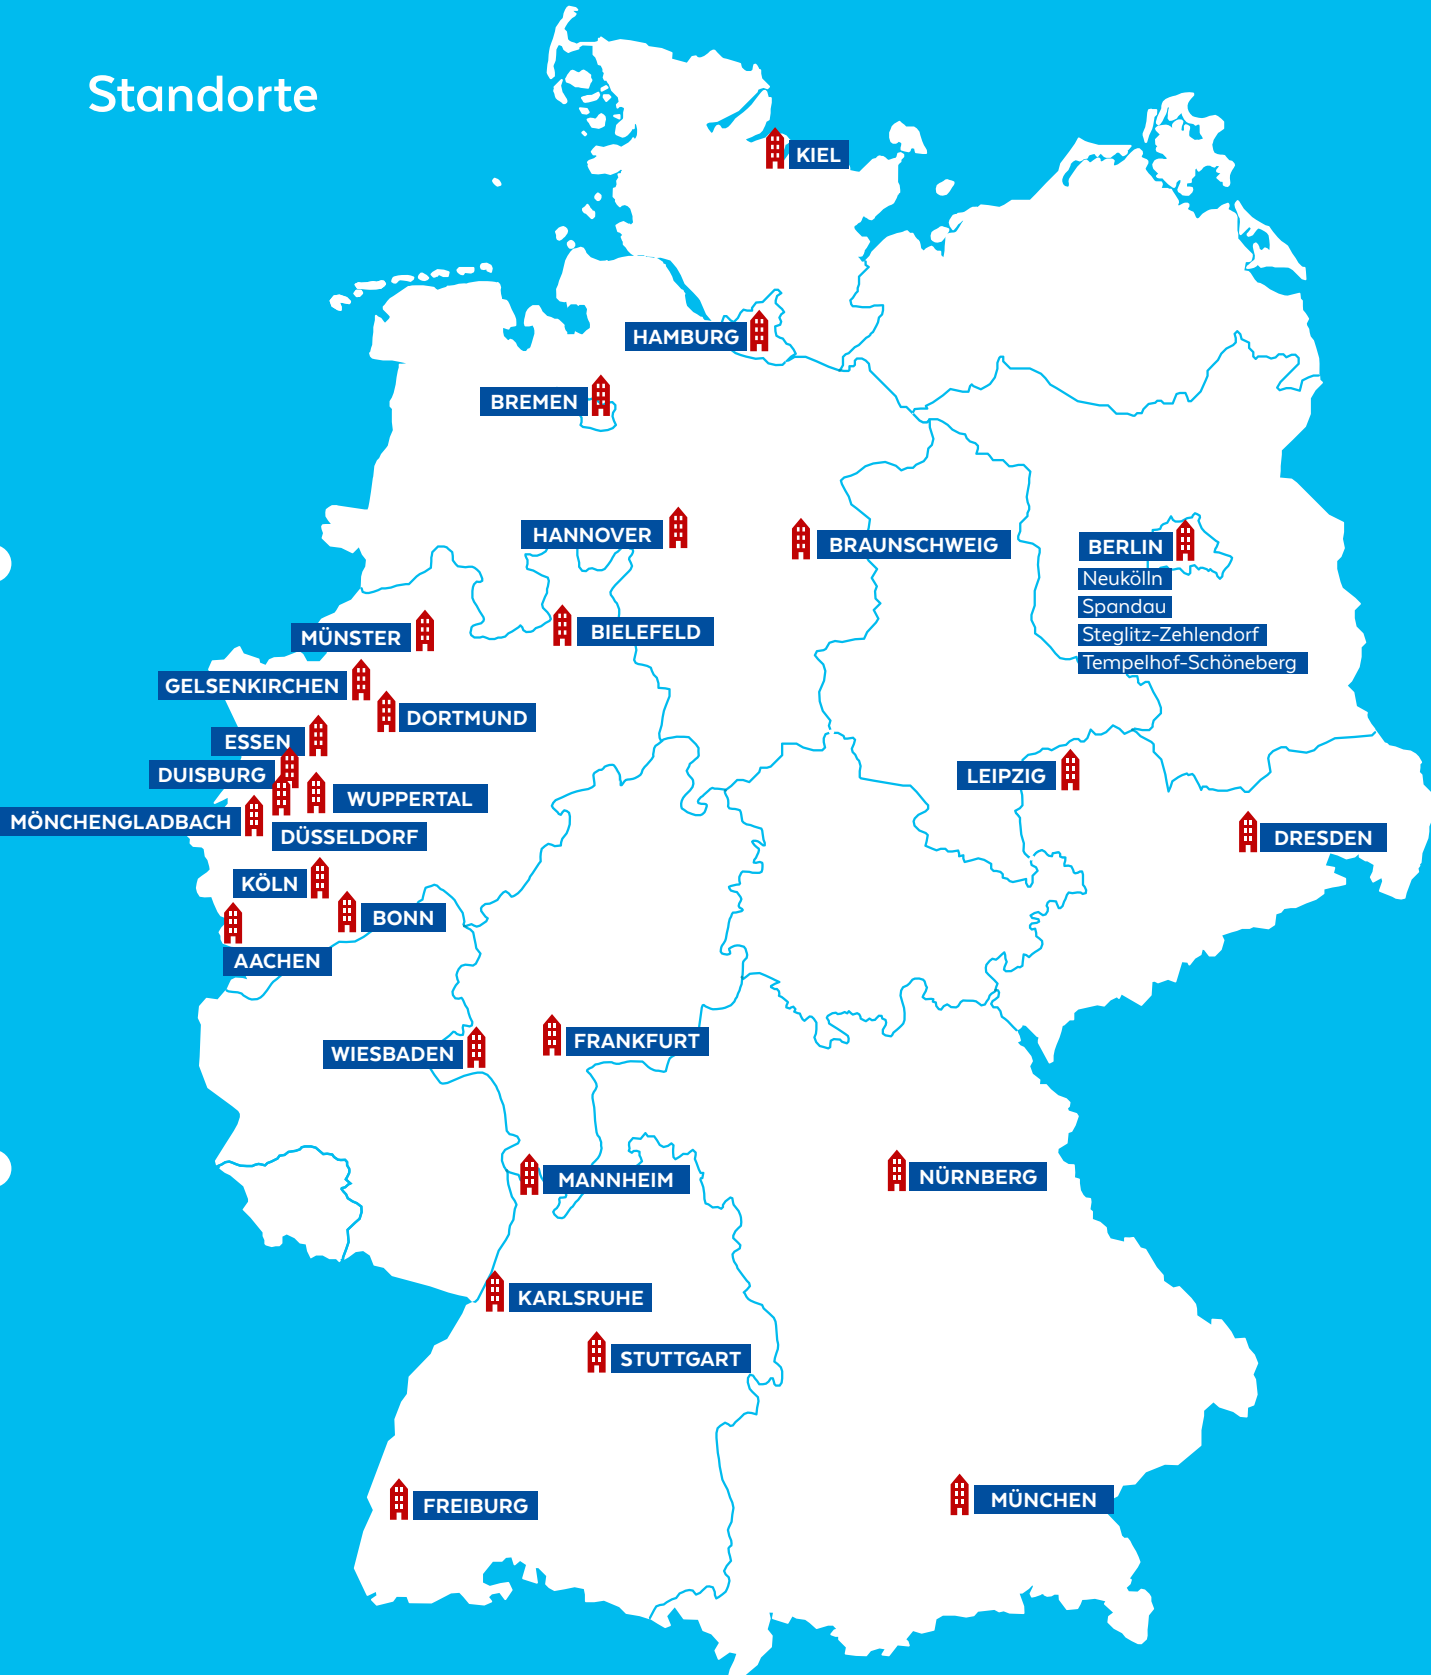 Standorte
KIEL
HAMBURG
BREMEN
HANNOVER
BRAUNSCHWEIG
BERLIN
Neukölln
Spandau
Steglitz-Zehlendorf
Tempelhof-Schöneberg
MÜNSTER
BIELEFELD
GELSENKIRCHEN
DORTMUND
ESSEN
DUISBURG
LEIPZIG
WUPPERTAL
MÖNCHENGLADBACH
DÜSSELDORF
DRESDEN
KÖLN
BONN
AACHEN
FRANKFURT
WIESBADEN
MANNHEIM
NÜRNBERG
KARLSRUHE
STUTTGART
FREIBURG
MÜNCHEN